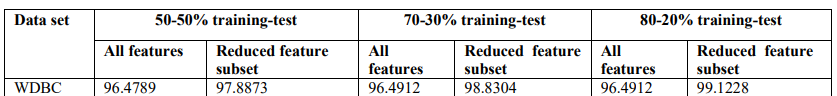 Data set 50-50% training-test 70-30% training-test 80-20% training-test
All features Reduced feature subset All features Reduced feature subset All features Reduced feature subset
WDBC 96.4789 97.8873 96.4912 98.8304 96.4912 99.1228